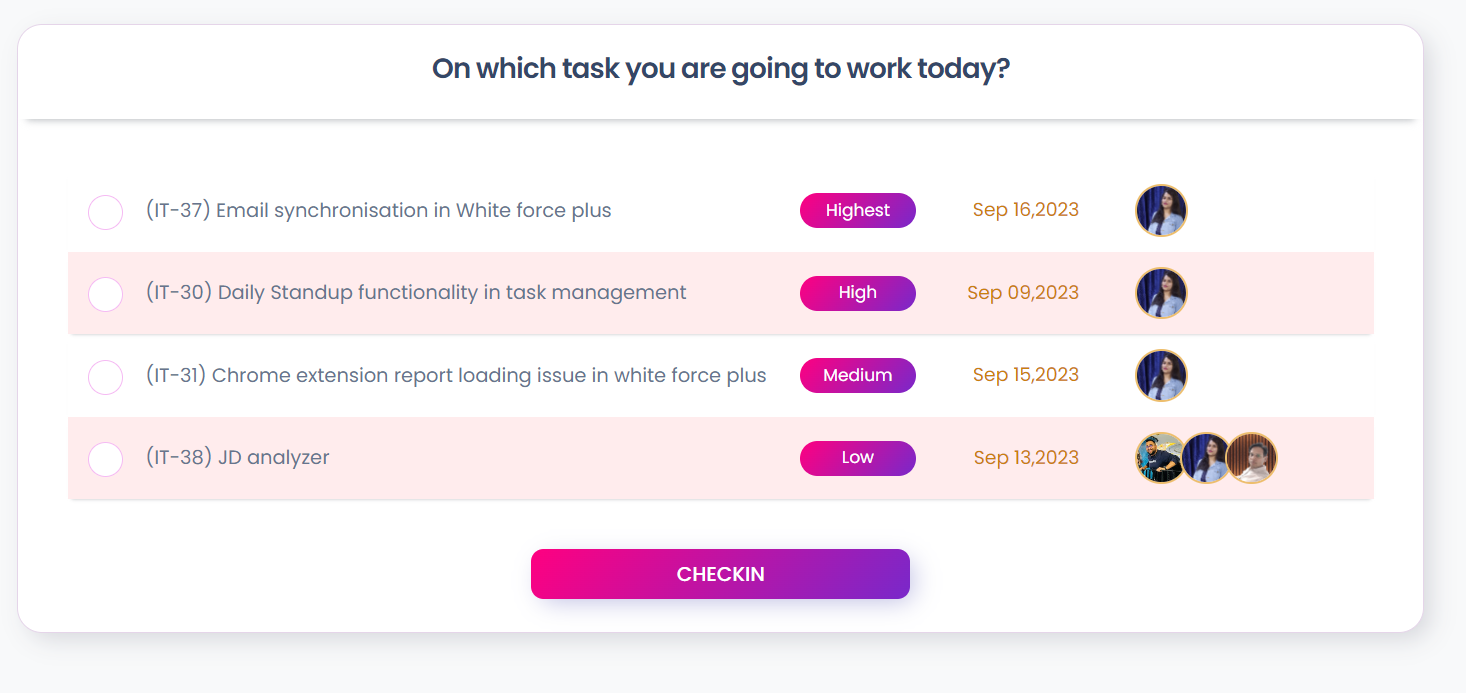 On which task you are going to work today?
(IT-37) Email synchronisation in White force plus Highest Sep 16,2023
(IT-30) Daily Standup functionality in task management High Sep 09,2023
(IT-31) Chrome extension report loading issue in white force plus Medium Sep 15,2023
(IT-38) JD analyzer Low Sep 13,2023
CHECKIN